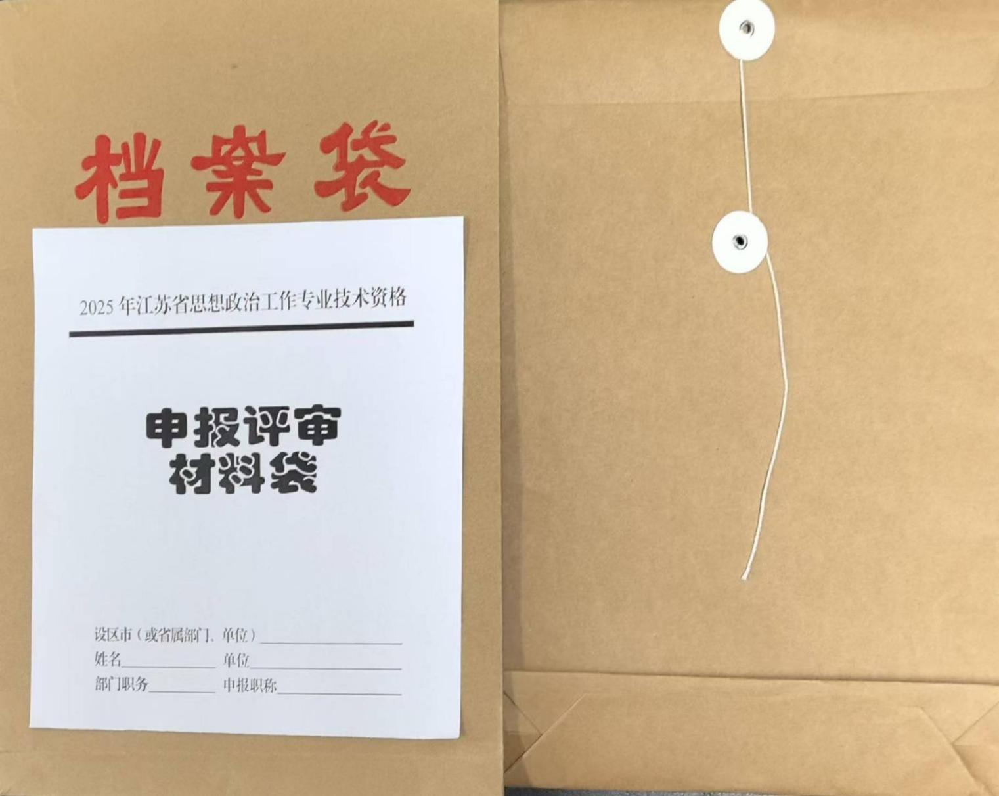 档案袋
2025 年江苏省思想政治工作专业技术资格
申报评审
材料袋
设区市（或省属部门、单位）
姓名 单位
部门职务 申报职称